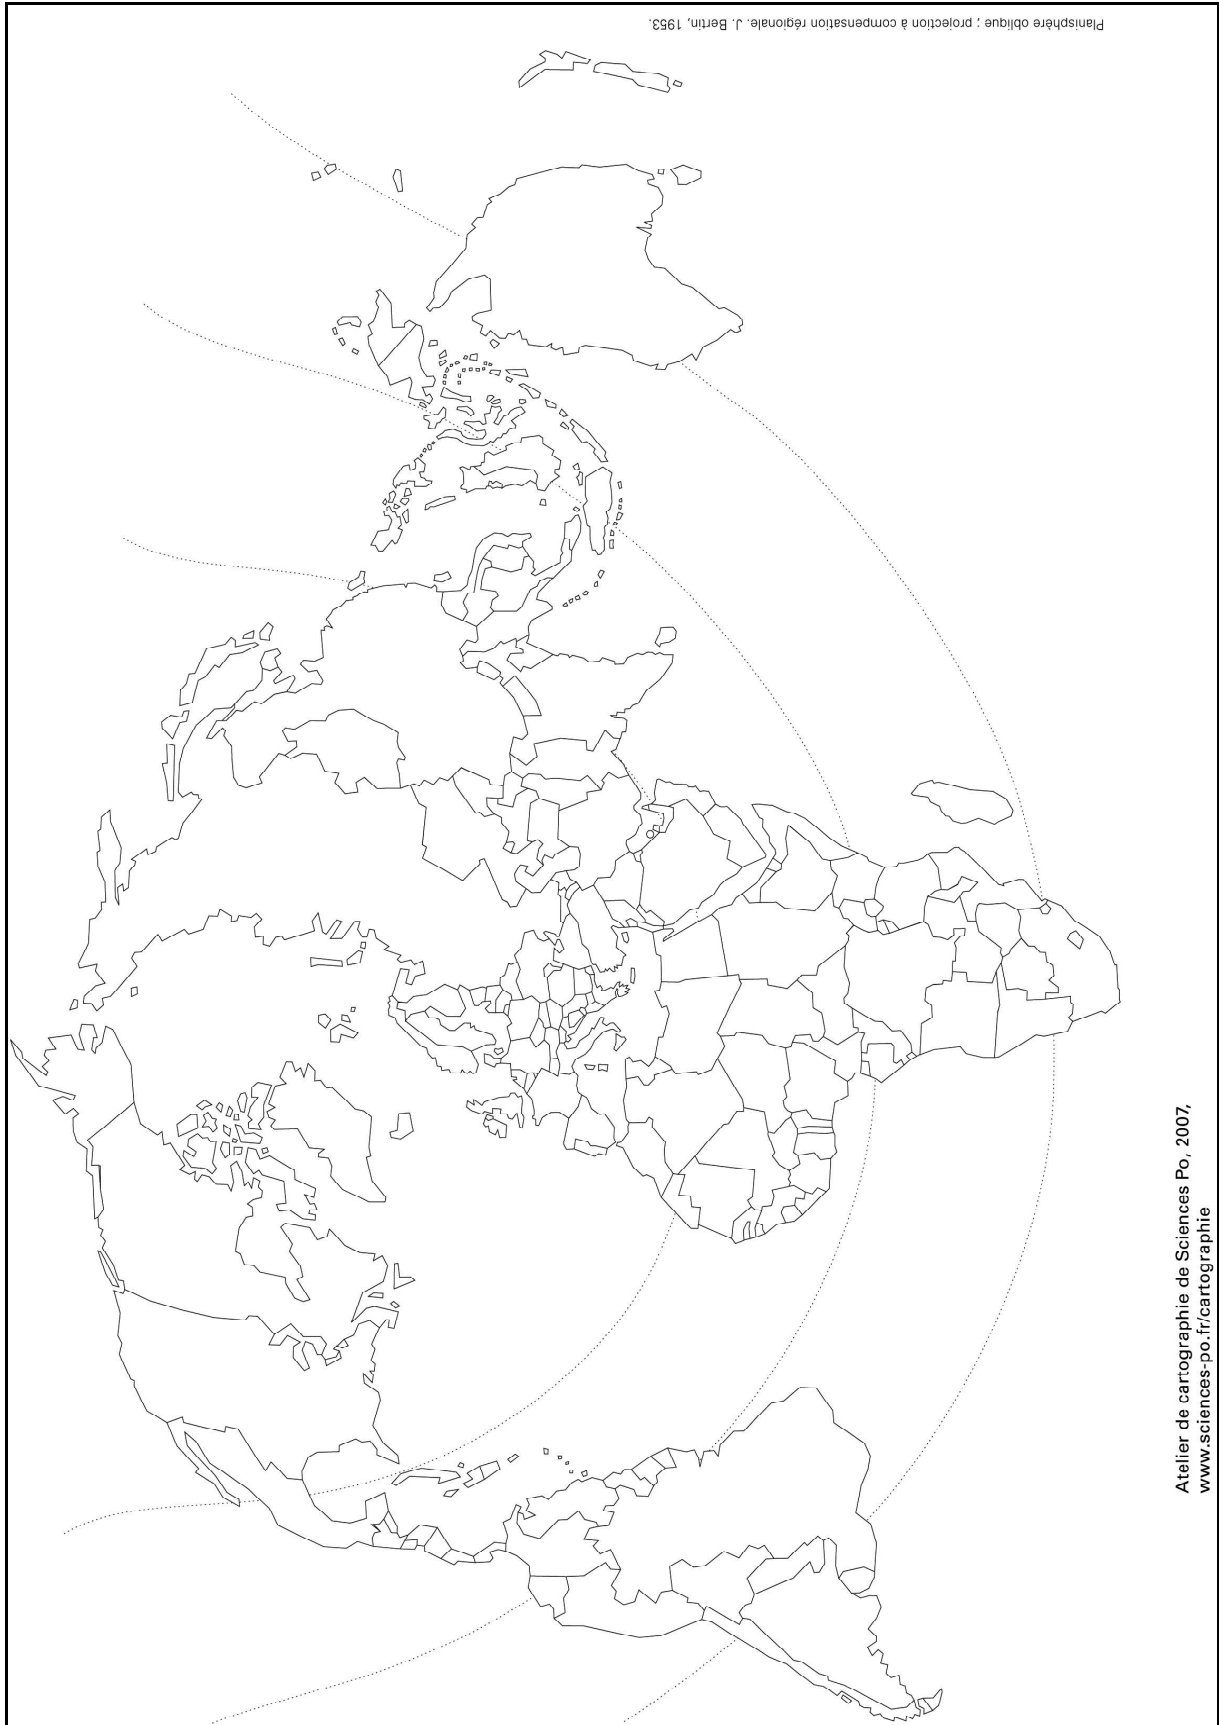 Planisphère oblique ; projection à compensation régionale. J. Bertin, 1953.
Atelier de cartographie de Sciences Po, 2007,
www.sciences-po.fr/cartographie